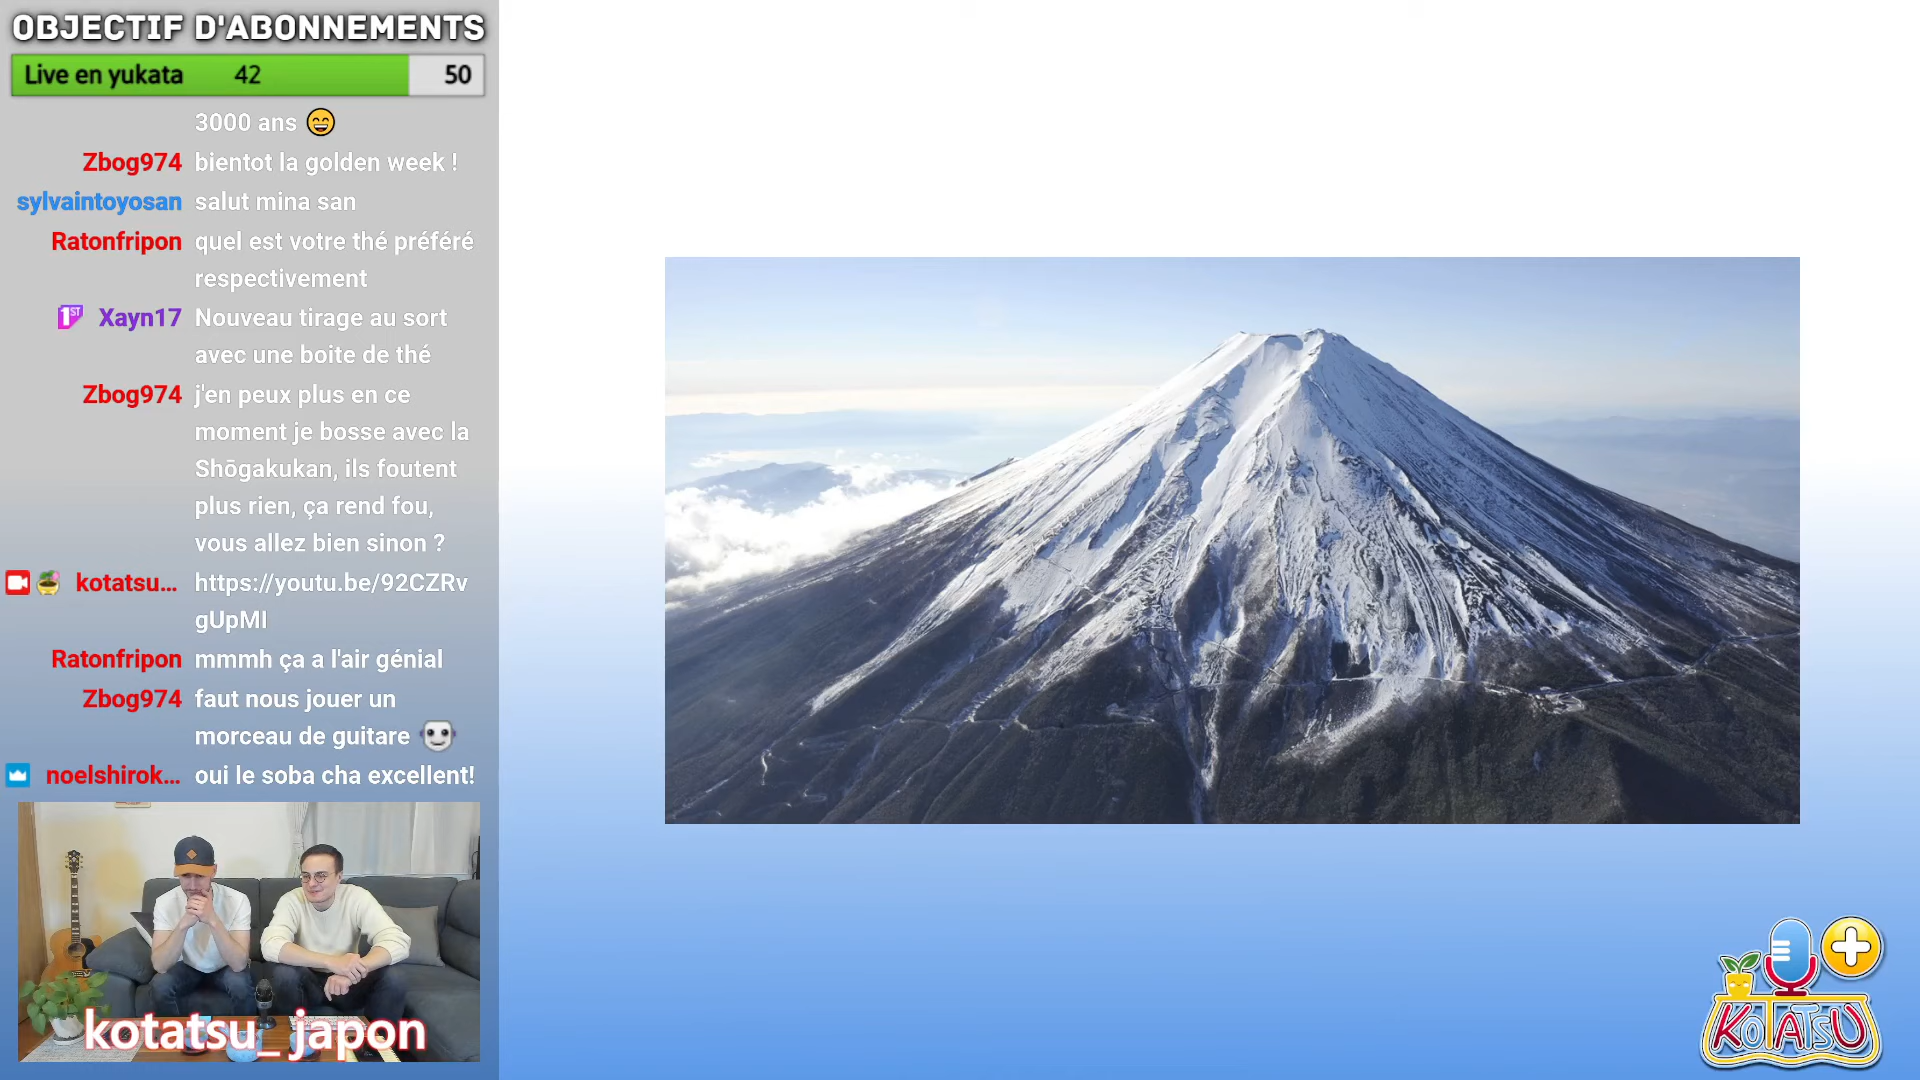 OBJECTIF D'ABONNEMENTS
Live en yukata 42 50
3000 ans
Zbog974 bientot la golden week !
sylvaintoyosan salut mina san
Ratonfripon quel est votre thé préféré
respectivement
1ST Xayn17 Nouveau tirage au sort
avec une boite de thé
Zbog974 j'en peux plus en ce
moment je bosse avec la
Shōgakukan, ils foutent
plus rien, ça rend fou,
vous allez bien sinon ?
kotatsu... https://youtu.be/92CZRv
gUpMI
Ratonfripon mmmh ça a l'air génial
Zbog974 faut nous jouer un
morceau de guitare
noelshirok... oui le soba cha excellent!
kotatsu_japon
KOTATSU